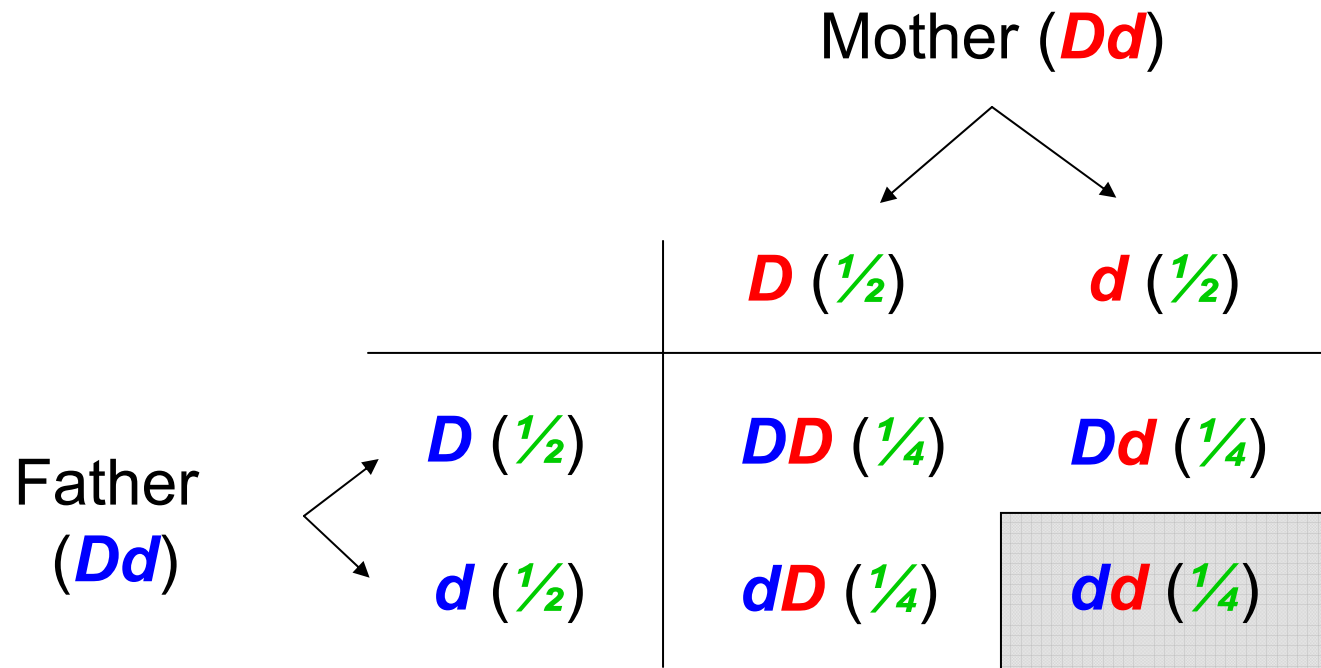 Mother (Dd)
D (½) d (½)
D (½) DD (¼) Dd (¼)
Father
(Dd)
d (½) dD (¼) dd (¼)